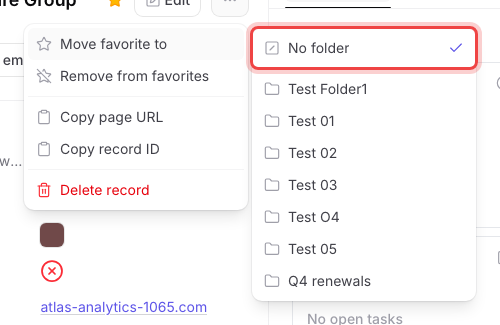 Group
Edit
Move favorite to
Remove from favorites
Copy page URL
Copy record ID
Delete record
No folder
Test Folder1
Test 01
Test 02
Test 03
Test O4
Test 05
Q4 renewals
em
w...
atlas-analytics-1065.com
No open tasks